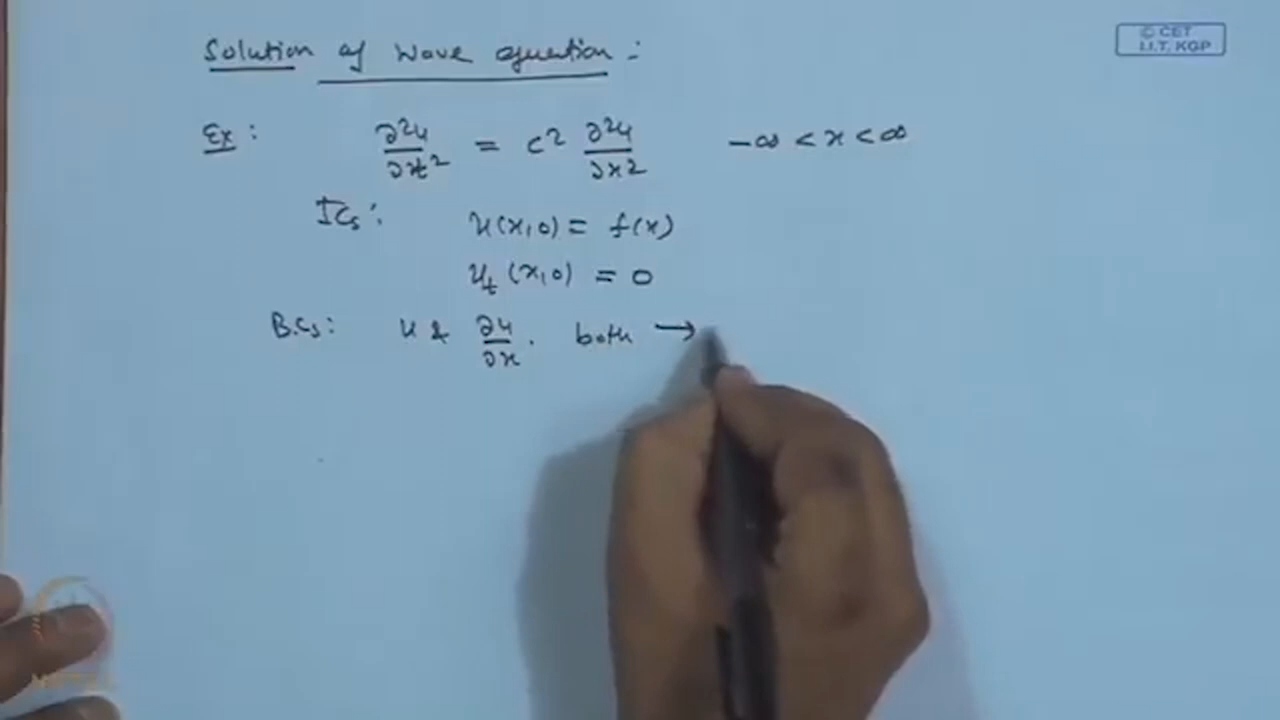 © CET
I.I.T. KGP
Solution of Wave equation :
Ex : ∂²u/∂t² = c² ∂²u/∂x² -∞ < x < ∞
ICs : u(x,0) = f(x)
u_t (x,0) = 0
B.Cs : u & ∂u/∂x . both →